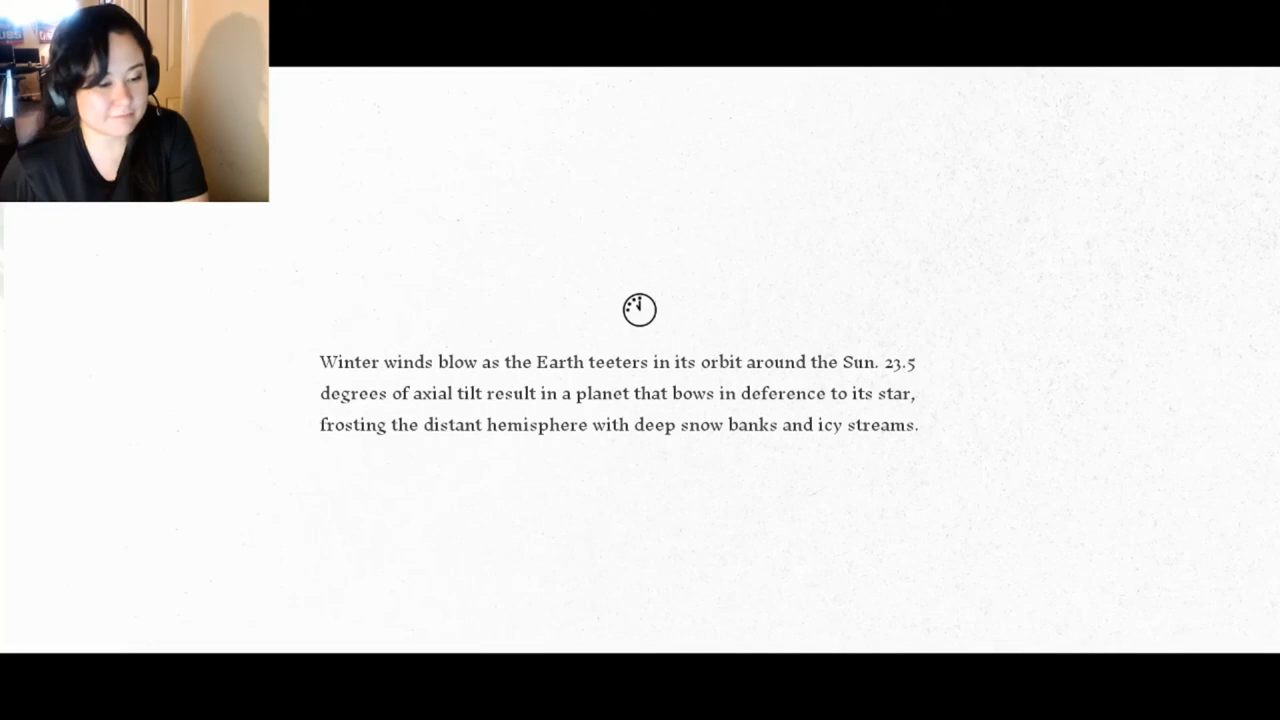 Winter winds blow as the Earth teeters in its orbit around the Sun. 23.5
degrees of axial tilt result in a planet that bows in deference to its star,
frosting the distant hemisphere with deep snow banks and icy streams.